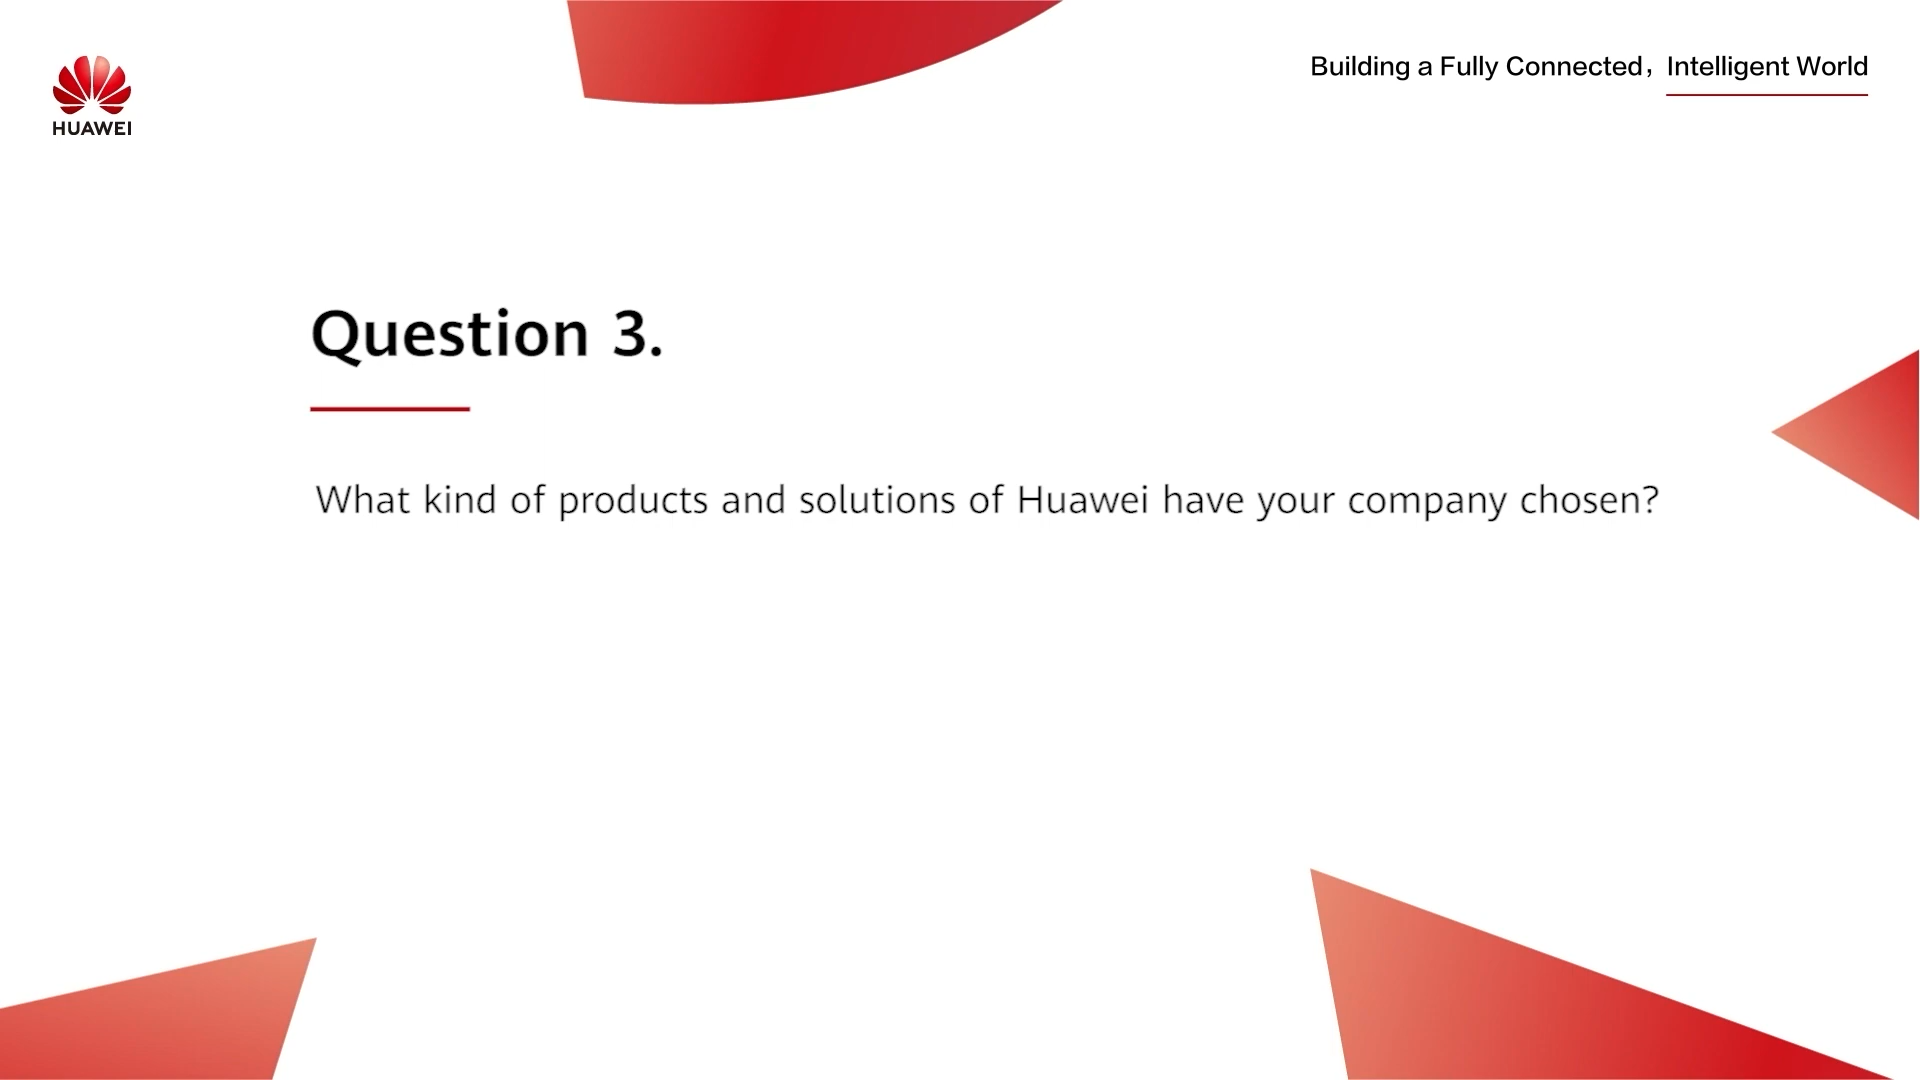 HUAWEI
Building a Fully Connected, Intelligent World
Question 3.
What kind of products and solutions of Huawei have your company chosen?